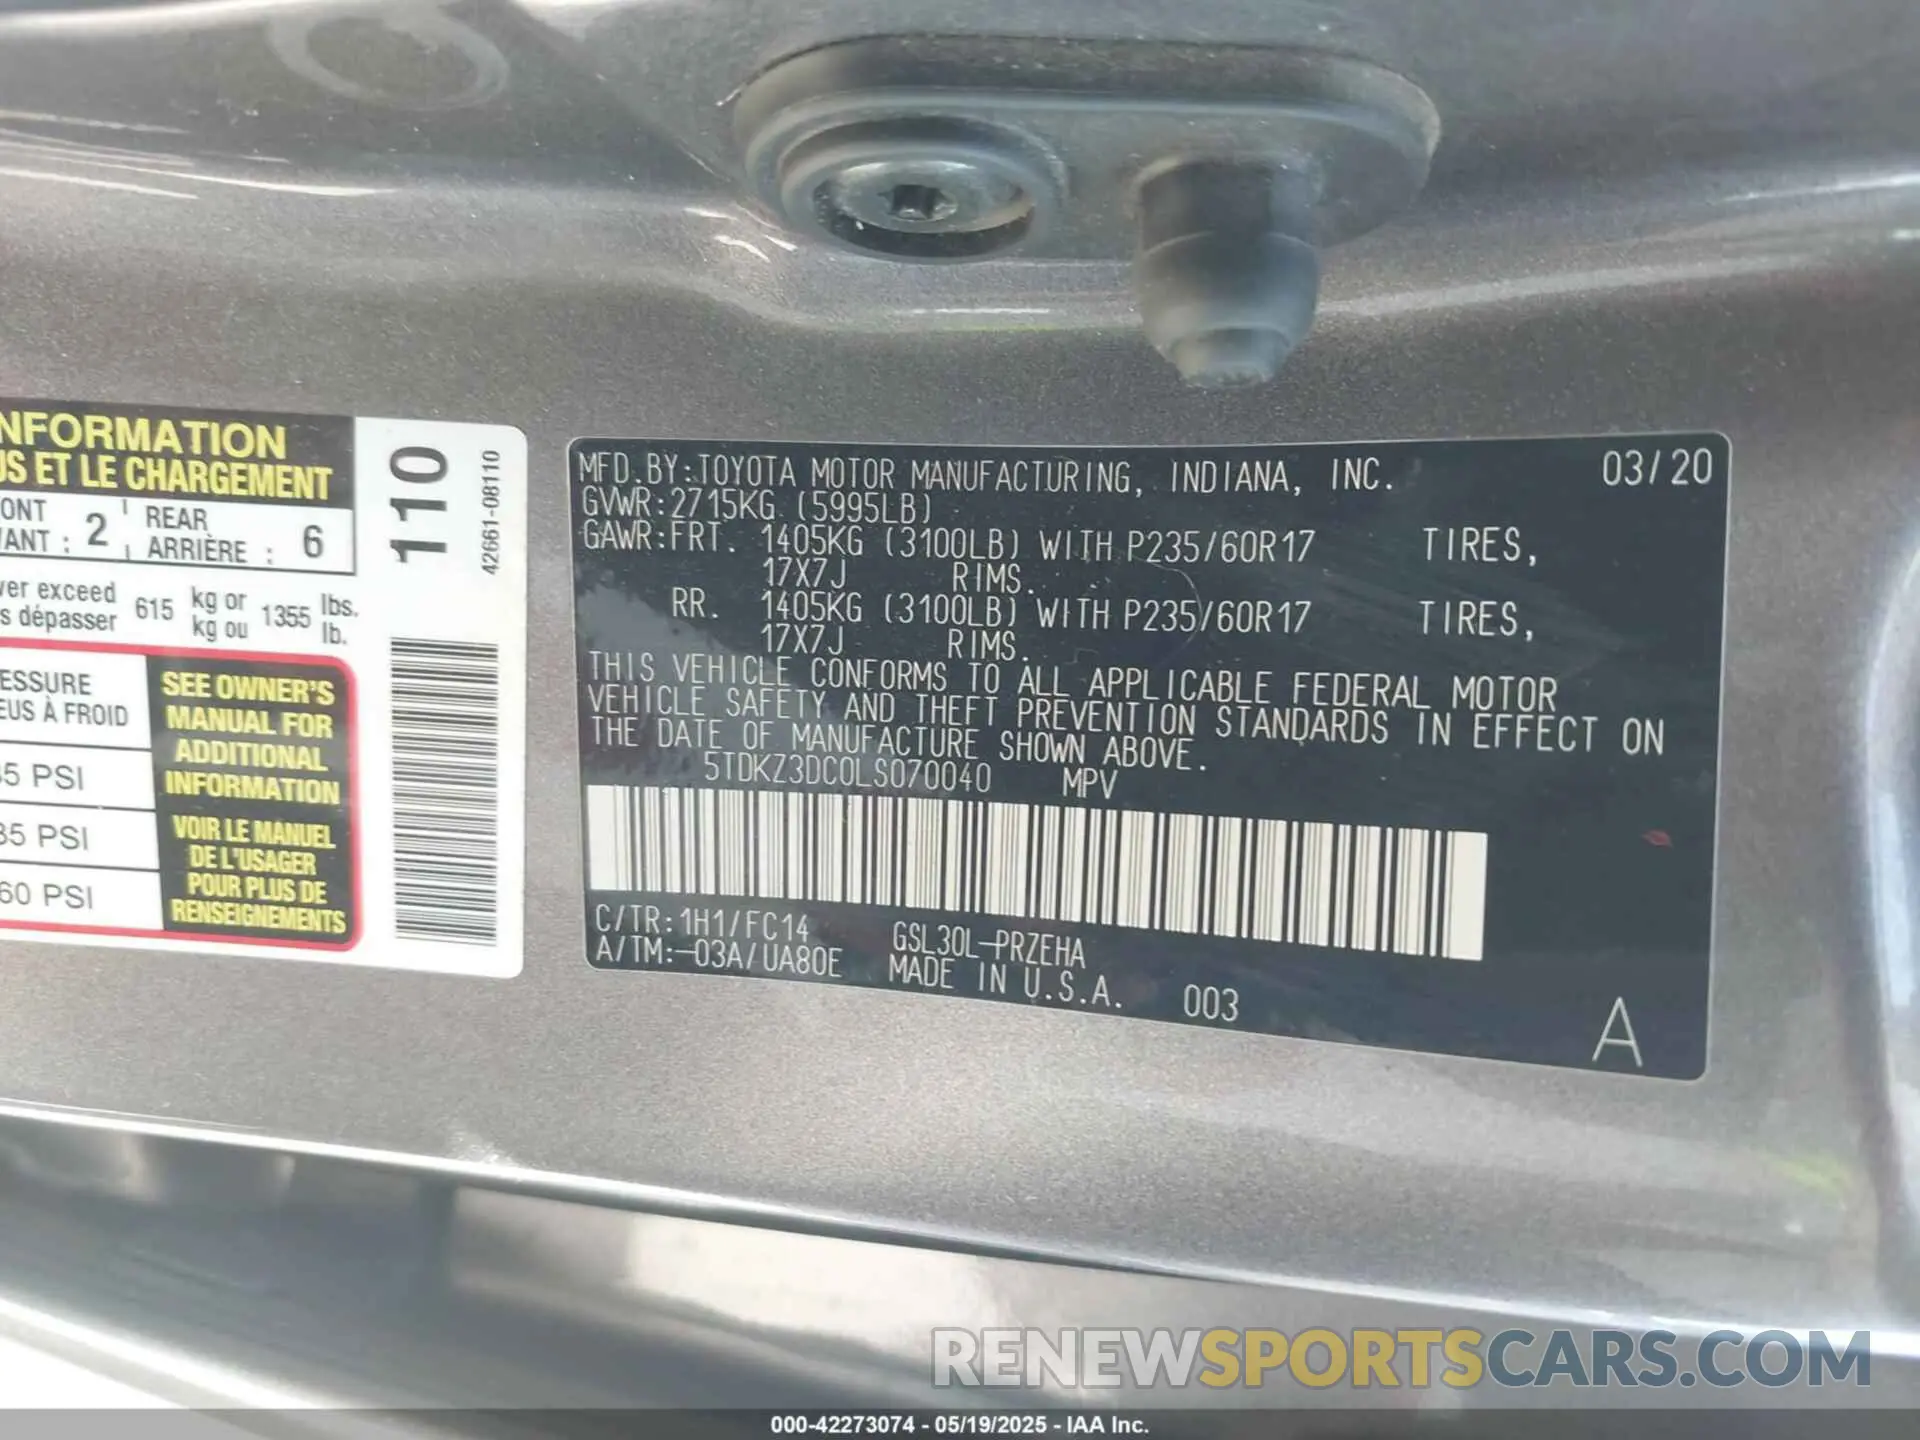 NFORMATION
US ET LE CHARGEMENT
ONT
VANT : 2
REAR
ARRIÈRE : 6
ver exceed
s dépasser
615
kg or
kg ou
1355
lbs.
lb.
ESSURE
EUS À FROID
35 PSI
35 PSI
60 PSI
SEE OWNER'S
MANUAL FOR
ADDITIONAL
INFORMATION
VOIR LE MANUEL
DE L'USAGER
POUR PLUS DE
RENSEIGNEMENTS
110
42661-08110
MFD.BY:TOYOTA MOTOR MANUFACTURING, INDIANA, INC. 03/20
GVWR:2715KG (5995LB)
GAWR:FRT. 1405KG (3100LB) WITH P235/60R17 TIRES,
17X7J RIMS.
RR. 1405KG (3100LB) WITH P235/60R17 TIRES,
17X7J RIMS.
THIS VEHICLE CONFORMS TO ALL APPLICABLE FEDERAL MOTOR
VEHICLE SAFETY AND THEFT PREVENTION STANDARDS IN EFFECT ON
THE DATE OF MANUFACTURE SHOWN ABOVE.
5TDKZ3DC0LS070040 MPV
C/TR:1H1/FC14 GSL30L-PRZEHA
A/TM:-03A/UA80E MADE IN U.S.A. 003
A
RENEWSPORTSCARS.COM
000-42273074 - 05/19/2025 - IAA Inc.